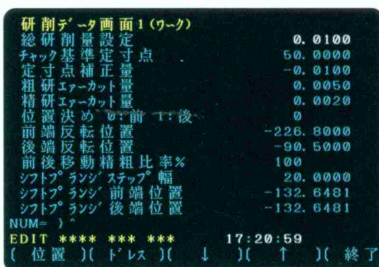 研削データ画面1(ワーク)
総研削量設定 0.0100
チャック基準定寸点 50.0000
定寸点補正量 -0.0100
粗研エアーカット量 0.0050
精研エアーカット量 0.0020
位置決め 0:前 1:後 0
前端反転位置 -226.8000
後端反転位置 -90.5000
前後移動精粗比率% 100
シフトプランジステップ幅 20.0000
シフトプランジ前端位置 -132.6481
シフトプランジ後端位置 -132.6481
NUM= )
EDIT **** *** *** 17:20:59
( 位置 )( ドレス )( ↓ )( ↑ )( 終了